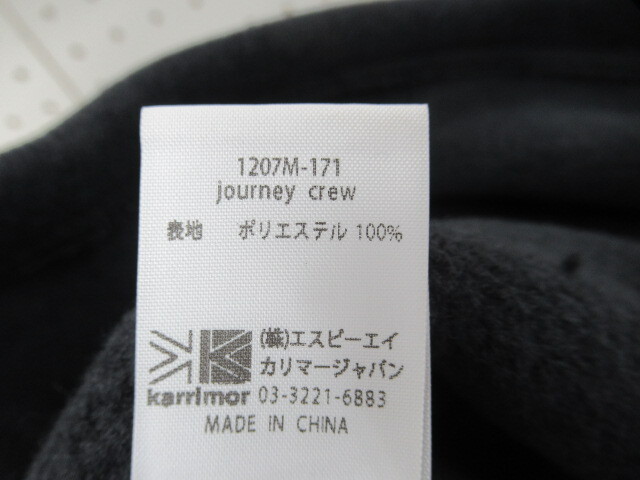 1207M-171
journey crew
表地 ポリエステル 100%
(株)エスピーエイ
カリマージャパン
karrimor 03-3221-6883
MADE IN CHINA